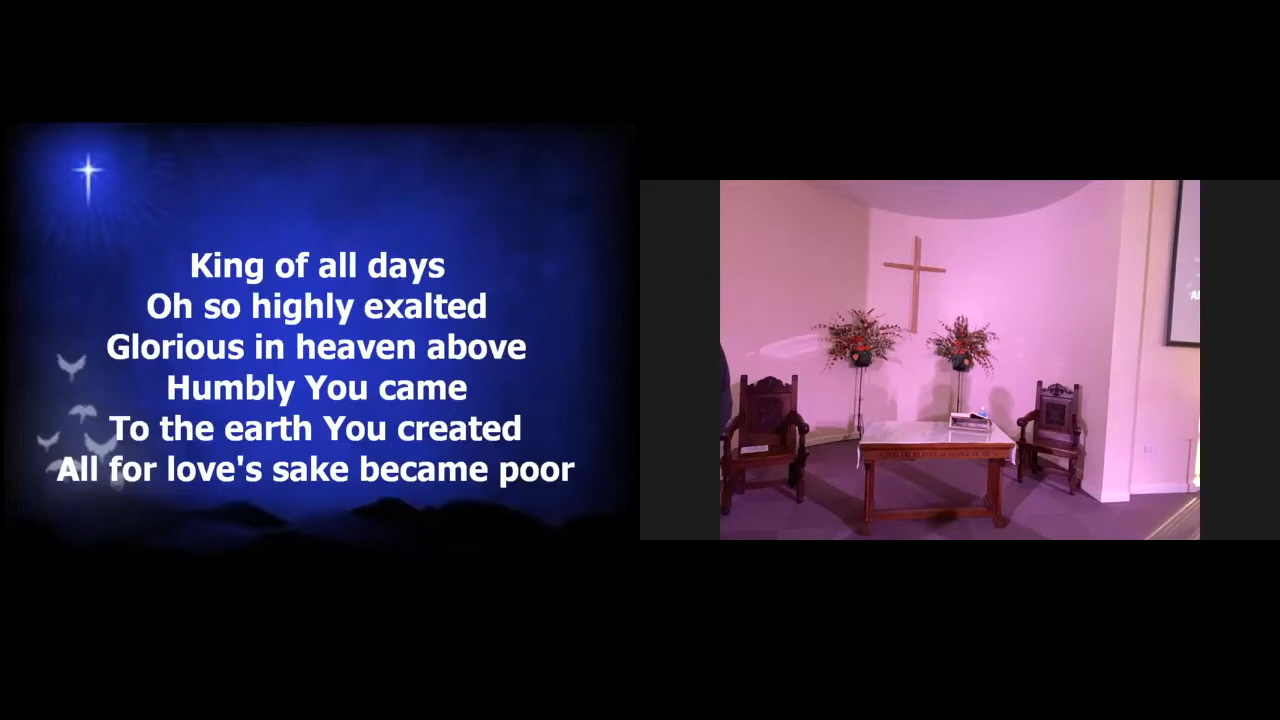 King of all days
Oh so highly exalted
Glorious in heaven above
Humbly You came
To the earth You created
All for love's sake became poor